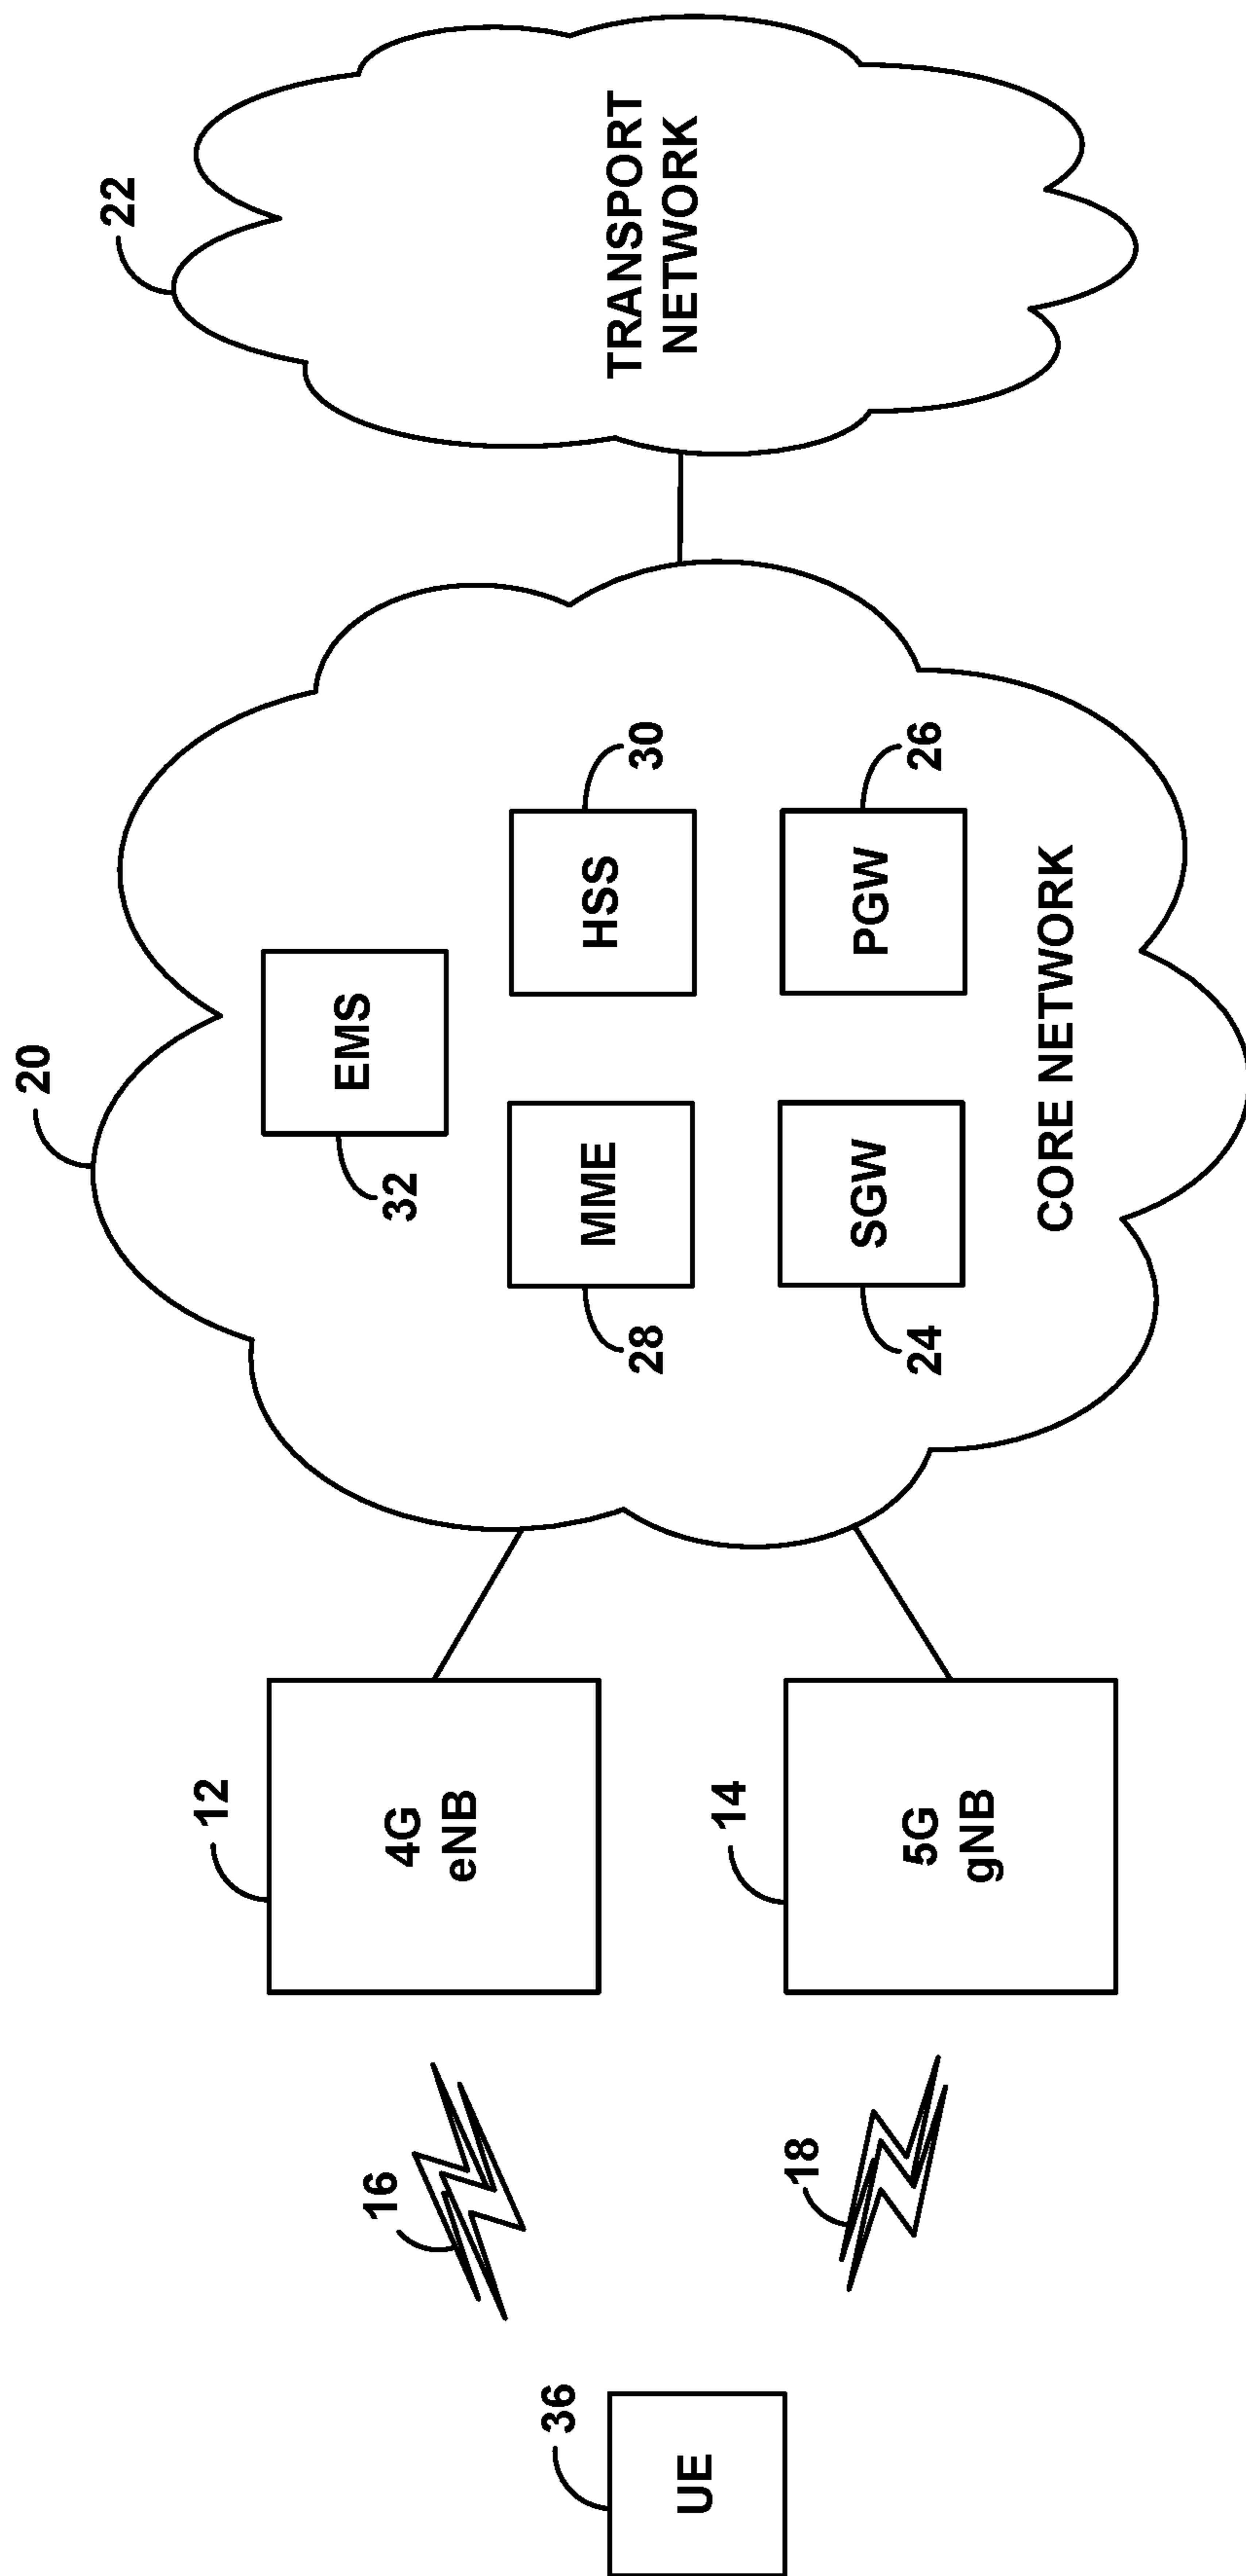 20
22
12
4G
eNB
16
36
UE
18
14
5G
gNB
EMS
32
MME
28
HSS
30
SGW
24
PGW
26
CORE NETWORK
TRANSPORT
NETWORK